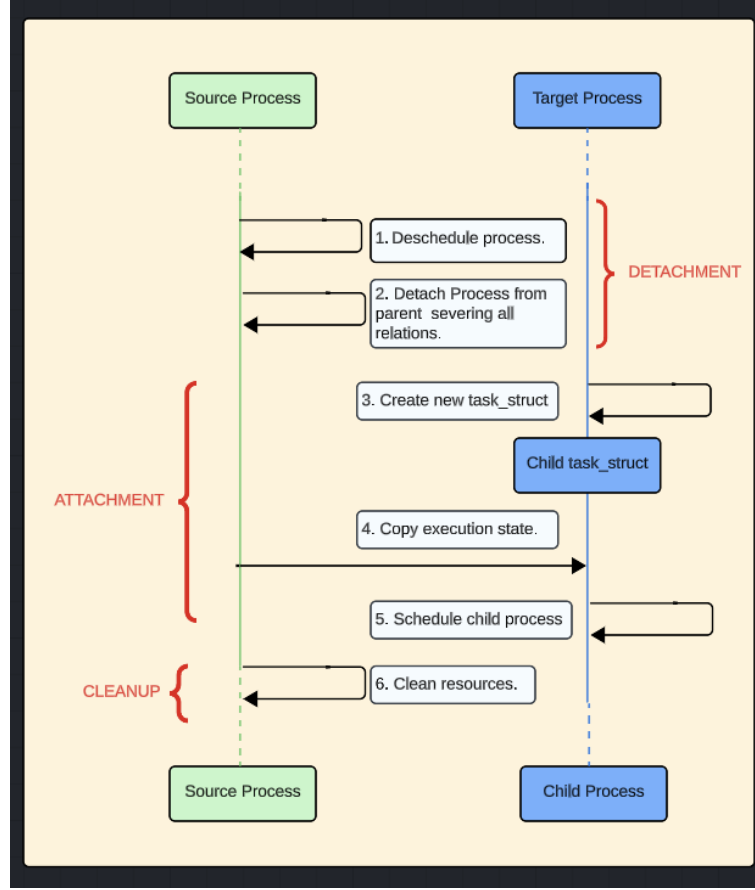 Source Process
Target Process
1. Deschedule process.
DETACHMENT
2. Detach Process from
parent severing all
relations.
3. Create new task_struct
Child task_struct
ATTACHMENT
4. Copy execution state.
5. Schedule child process
CLEANUP
6. Clean resources.
Source Process
Child Process